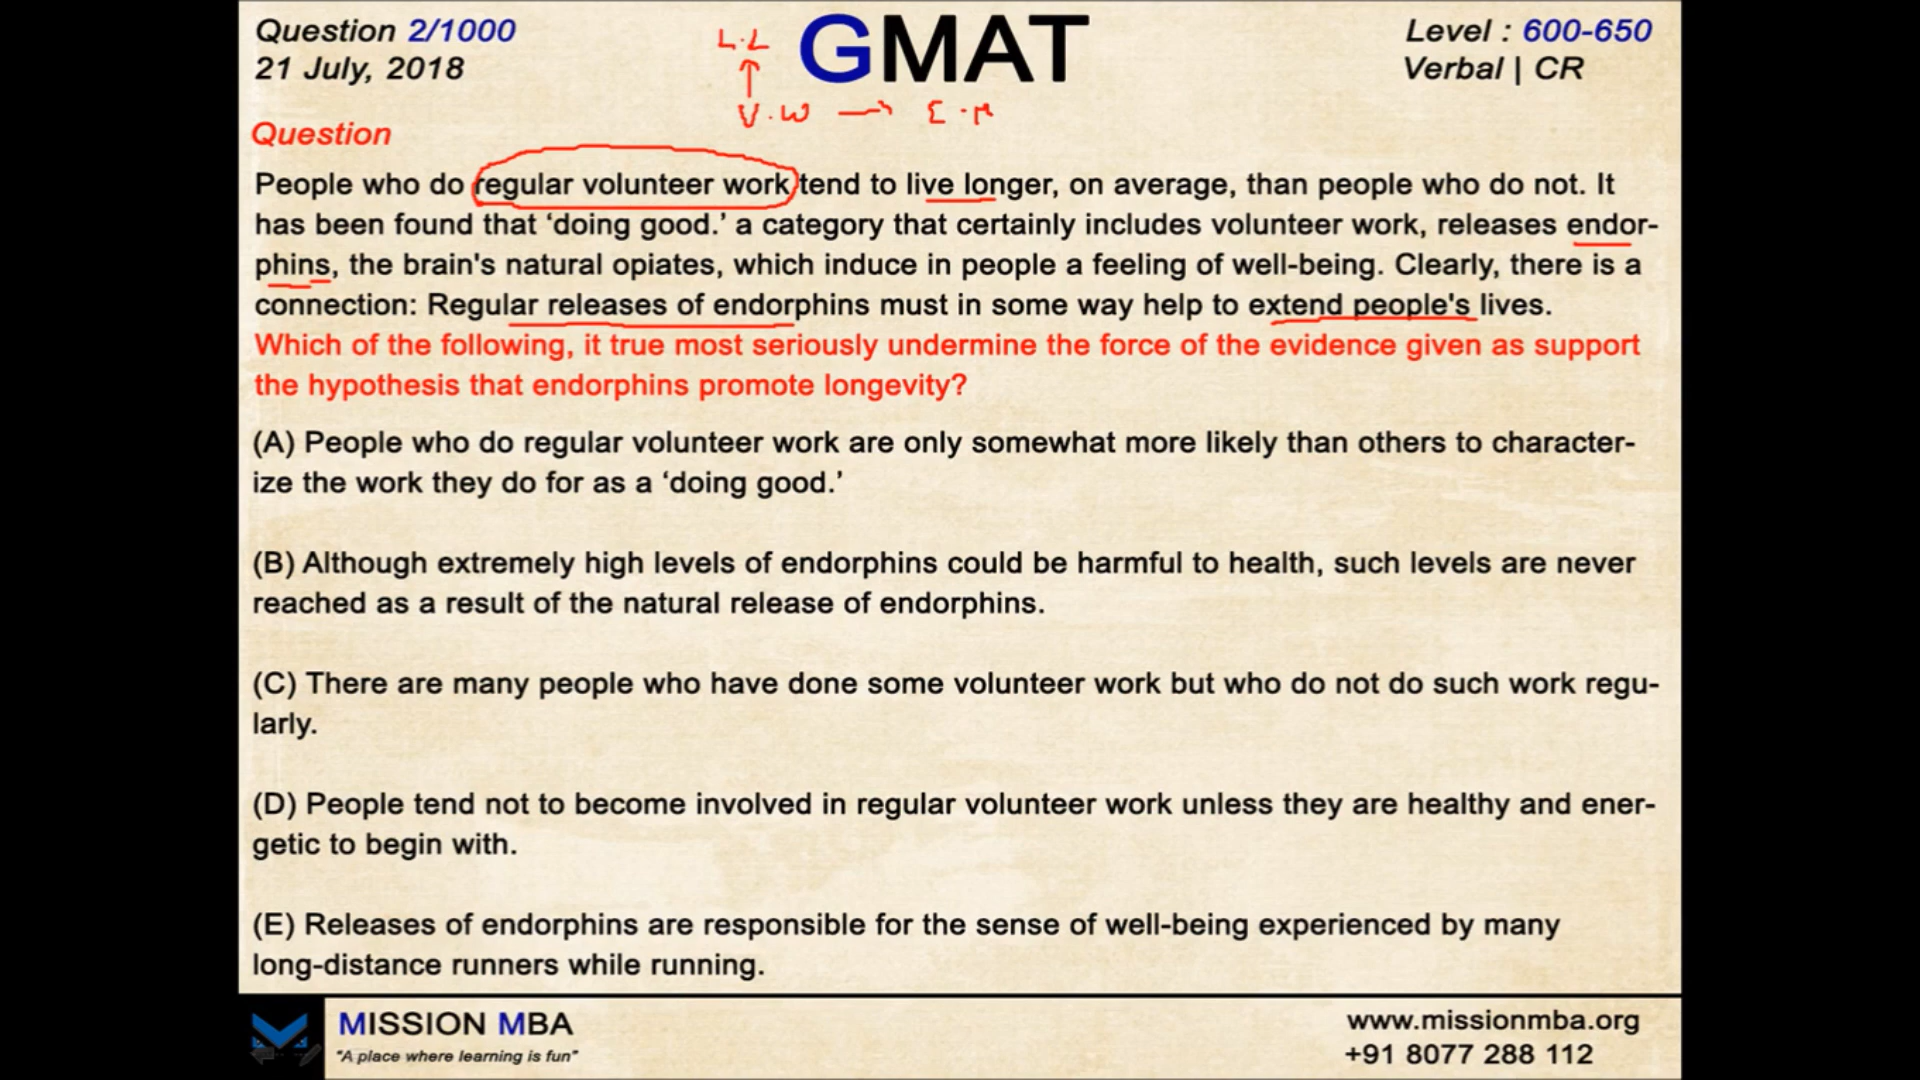 Question 2/1000
21 July, 2018
L.L
GMAT
Level : 600-650
Verbal | CR
V.W
Question
People who do regular volunteer work tend to live longer, on average, than people who do not. It
has been found that ‘doing good.’ a category that certainly includes volunteer work, releases endor-
phins, the brain's natural opiates, which induce in people a feeling of well-being. Clearly, there is a
connection: Regular releases of endorphins must in some way help to extend people's lives.
Which of the following, it true most seriously undermine the force of the evidence given as support
the hypothesis that endorphins promote longevity?
(A) People who do regular volunteer work are only somewhat more likely than others to character-
ize the work they do for as a ‘doing good.’
(B) Although extremely high levels of endorphins could be harmful to health, such levels are never
reached as a result of the natural release of endorphins.
(C) There are many people who have done some volunteer work but who do not do such work regu-
larly.
(D) People tend not to become involved in regular volunteer work unless they are healthy and ener-
getic to begin with.
(E) Releases of endorphins are responsible for the sense of well-being experienced by many
long-distance runners while running.
MISSION MBA
"A place where learning is fun"
www.missionmba.org
+91 8077 288 112